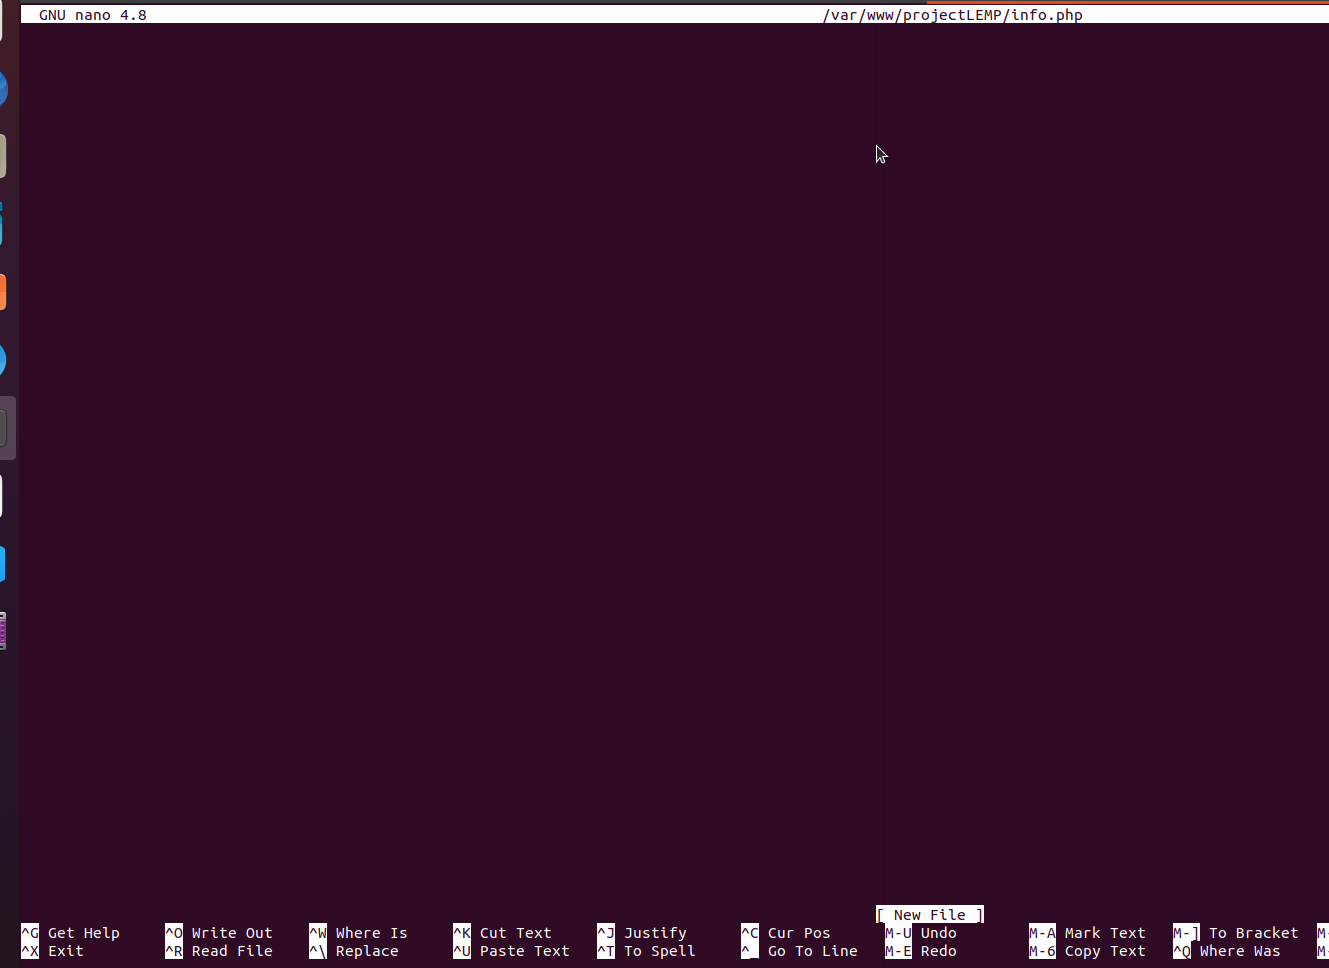 GNU nano 4.8 /var/www/projectLEMP/info.php
[ New File ]
^G Get Help ^O Write Out ^W Where Is ^K Cut Text ^J Justify ^C Cur Pos M-U Undo M-A Mark Text M-] To Bracket M-
^X Exit ^R Read File ^\ Replace ^U Paste Text ^T To Spell ^_ Go To Line M-E Redo M-6 Copy Text ^Q Where Was M-